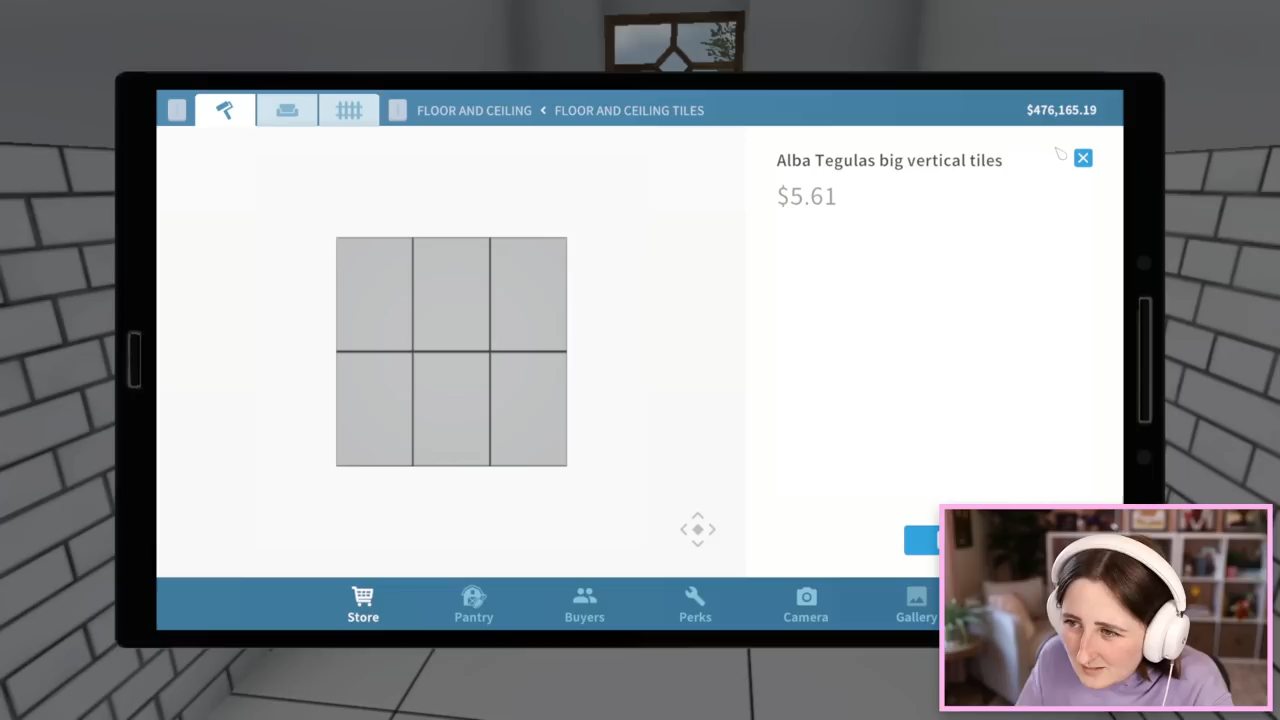 FLOOR AND CEILING < FLOOR AND CEILING TILES
$476,165.19
Alba Tegulas big vertical tiles
$5.61
Store
Pantry
Buyers
Perks
Camera
Gallery